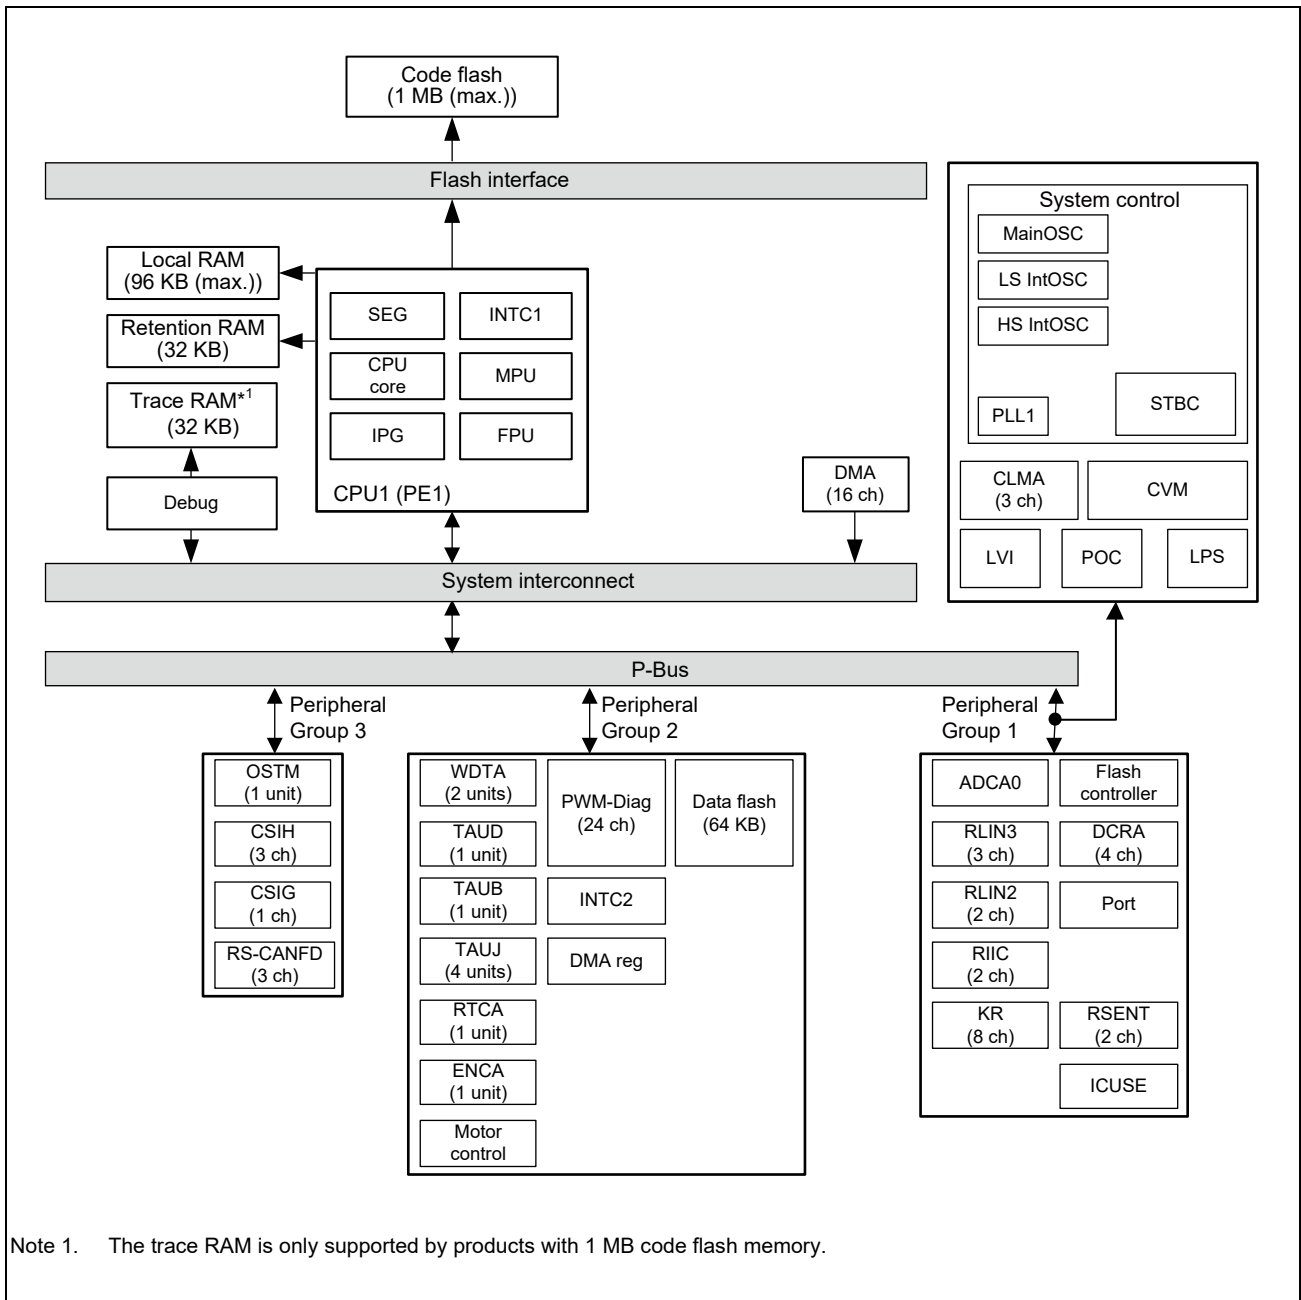 Code flash
(1 MB (max.))
Flash interface
Local RAM
(96 KB (max.))
Retention RAM
(32 KB)
Trace RAM*1
(32 KB)
Debug
SEG
INTC1
CPU
core
MPU
IPG
FPU
CPU1 (PE1)
DMA
(16 ch)
System control
MainOSC
LS IntOSC
HS IntOSC
PLL1
STBC
CLMA
(3 ch)
CVM
LVI
POC
LPS
System interconnect
P-Bus
Peripheral
Group 3
Peripheral
Group 2
Peripheral
Group 1
OSTM
(1 unit)
CSIH
(3 ch)
CSIG
(1 ch)
RS-CANFD
(3 ch)
WDTA
(2 units)
TAUD
(1 unit)
TAUB
(1 unit)
TAUJ
(4 units)
RTCA
(1 unit)
ENCA
(1 unit)
Motor
control
PWM-Diag
(24 ch)
INTC2
DMA reg
Data flash
(64 KB)
ADCA0
RLIN3
(3 ch)
RLIN2
(2 ch)
RIIC
(2 ch)
KR
(8 ch)
Flash
controller
DCRA
(4 ch)
Port
RSENT
(2 ch)
ICUSE
Note 1. The trace RAM is only supported by products with 1 MB code flash memory.